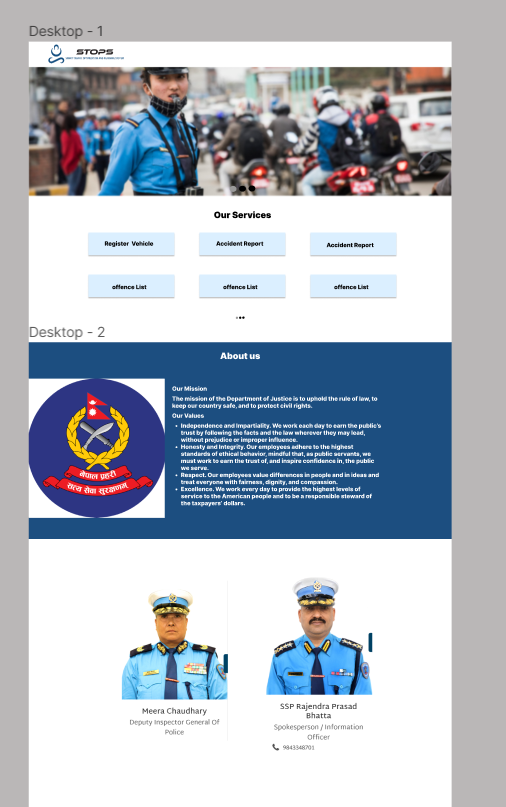 Desktop - 1
STOPS
Our Services
Register Vehicle
Accident Report
Accident Report
offence List
offence List
offence List
Desktop - 2
About us
नेपाल प्रहरी
सत्य सेवा सुरक्षणम्
Our Mission
The mission of the Department of Justice is to uphold the rule of law, to
keep our country safe, and to protect civil rights.
Our Values
• Independence and Impartiality. We work each day to earn the public's
trust by following the facts and the law wherever they may lead,
without prejudice or improper influence.
• Honesty and Integrity. Our employees adhere to the highest
standards of ethical behavior, mindful that, as public servants, we
must work to earn the trust of, and inspire confidence in, the public
we serve.
• Respect. Our employees value differences in people and in ideas and
treat everyone with fairness, dignity, and compassion.
• Excellence. We work every day to provide the highest levels of
service to the American people and to be a responsible steward of
the taxpayers' dollars.
Meera Chaudhary
Deputy Inspector General Of
Police
SSP Rajendra Prasad
Bhatta
Spokesperson / Information
Officer
9843348701